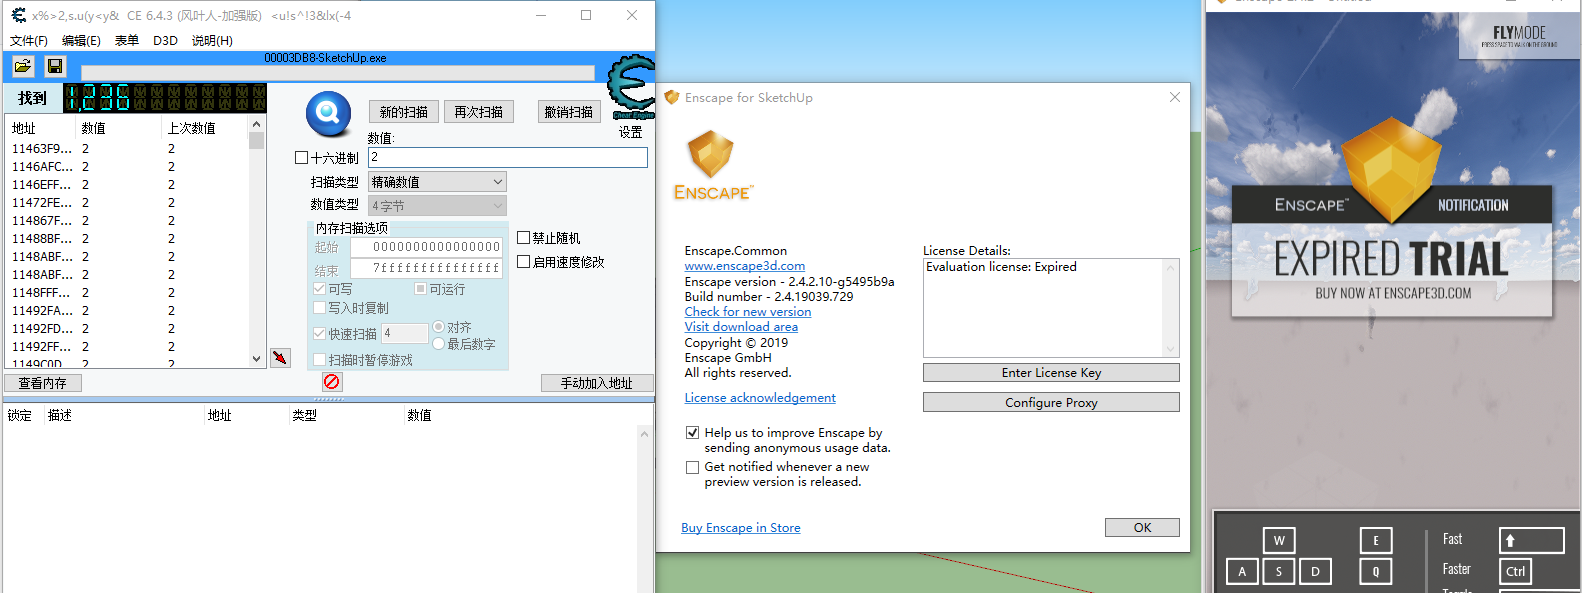 x%>2,s.u(y<y& CE 6.4.3 (风叶人-加强版) <u!s^!3&lx(-4
文件(F) 编辑(E) 表单 D3D 说明(H)
00003DB8-SketchUp.exe
找到 1,236
地址 数值 上次数值
11463F9... 2 2
1146AFC... 2 2
1146EFF... 2 2
11472FE... 2 2
114867F... 2 2
11488BF... 2 2
1148ABF... 2 2
1148ABF... 2 2
1148FFF... 2 2
11492FA... 2 2
11492FD... 2 2
11492FF... 2 2
1149C0D 2 2
查看内存
新的扫描 再次扫描 撤销扫描
Cheat Engine
设置
数值:
十六进制 2
扫描类型 精确数值
数值类型 4字节
内存扫描选项
起始 0000000000000000
结束 7fffffffffffffff
可写 可运行
写入时复制
快速扫描 4 对齐
最后数字
扫描时暂停游戏
禁止随机
启用速度修改
手动加入地址
锁定 描述 地址 类型 数值
Enscape for SketchUp
ENSCAPE™
Enscape.Common
www.enscape3d.com
Enscape version - 2.4.2.10-g5495b9a
Build number - 2.4.19039.729
Check for new version
Visit download area
Copyright © 2019
Enscape GmbH
All rights reserved.
License acknowledgement
Help us to improve Enscape by
sending anonymous usage data.
Get notified whenever a new
preview version is released.
Buy Enscape in Store
License Details:
Evaluation license: Expired
Enter License Key
Configure Proxy
OK
FLYMODE
PRESS SPACE TO WALK ON THE GROUND
ENSCAPE™ NOTIFICATION
EXPIRED TRIAL
BUY NOW AT ENSCAPE3D.COM
W E
A S D Q
Fast
Faster Ctrl